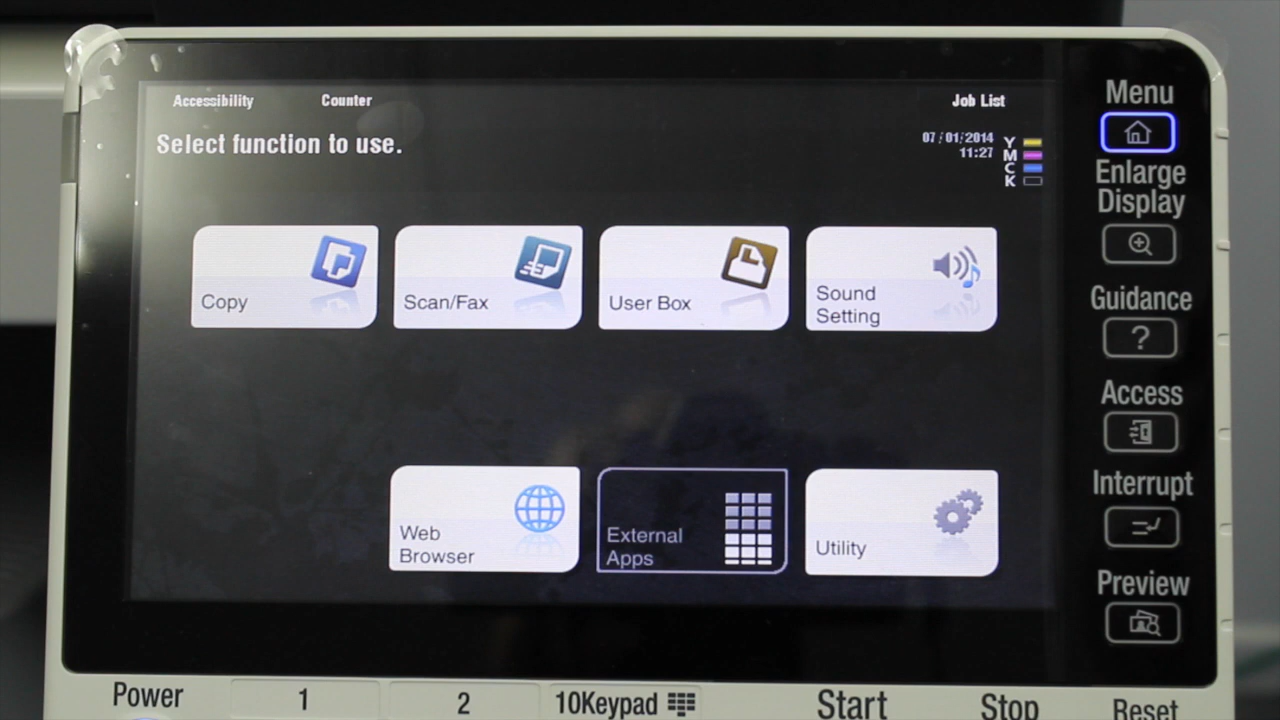 Accessibility
Counter
Job List
Select function to use.
07/01/2014
11:27
Y
M
C
K
Copy
Scan/Fax
User Box
Sound
Setting
Web
Browser
External
Apps
Utility
Menu
Enlarge
Display
Guidance
?
Access
Interrupt
Preview
Power
1
2
10Keypad
Start
Stop
Reset